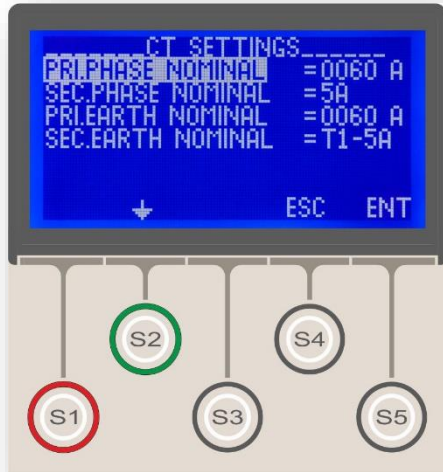 CT SETTINGS
PRI.PHASE NOMINAL =0060 A
SEC.PHASE NOMINAL =5A
PRI.EARTH NOMINAL =0060 A
SEC.EARTH NOMINAL =T1-5A
ESC ENT
S2 S4
S1 S3 S5